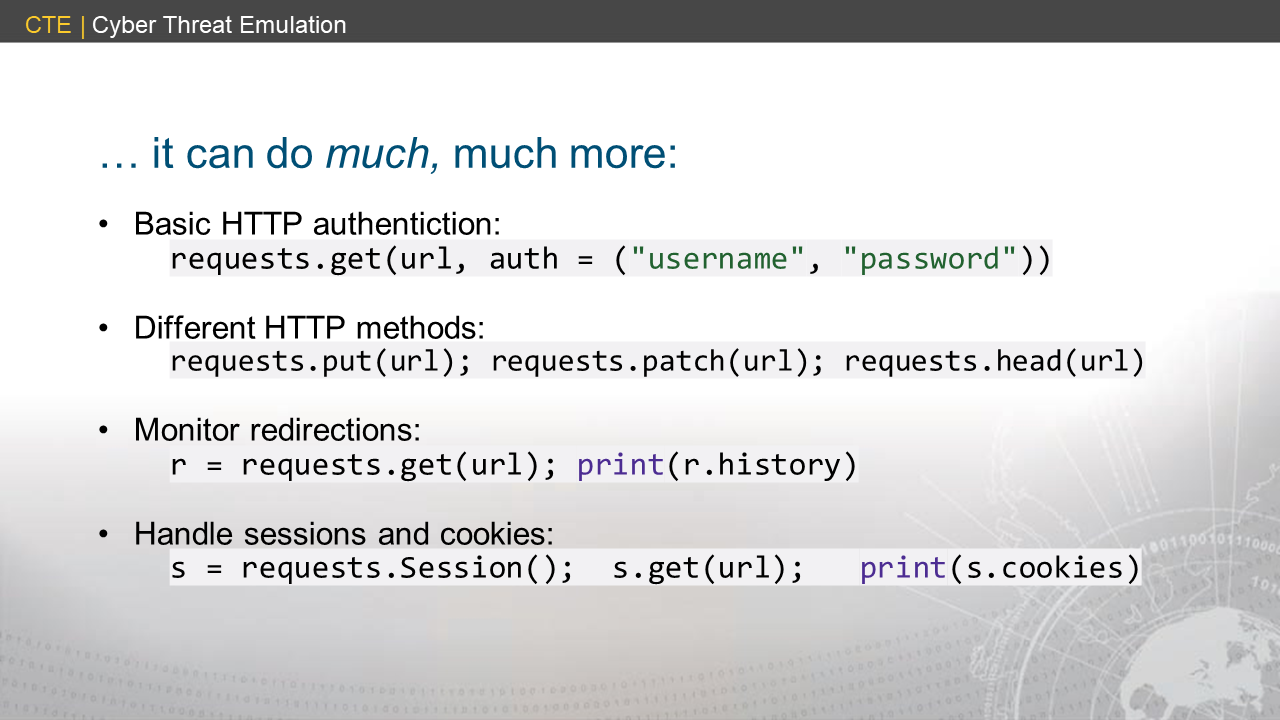 CTE | Cyber Threat Emulation
… it can do much, much more:
• Basic HTTP authentiction:
requests.get(url, auth = ("username", "password"))
• Different HTTP methods:
requests.put(url); requests.patch(url); requests.head(url)
• Monitor redirections:
r = requests.get(url); print(r.history)
• Handle sessions and cookies:
s = requests.Session();  s.get(url);   print(s.cookies)